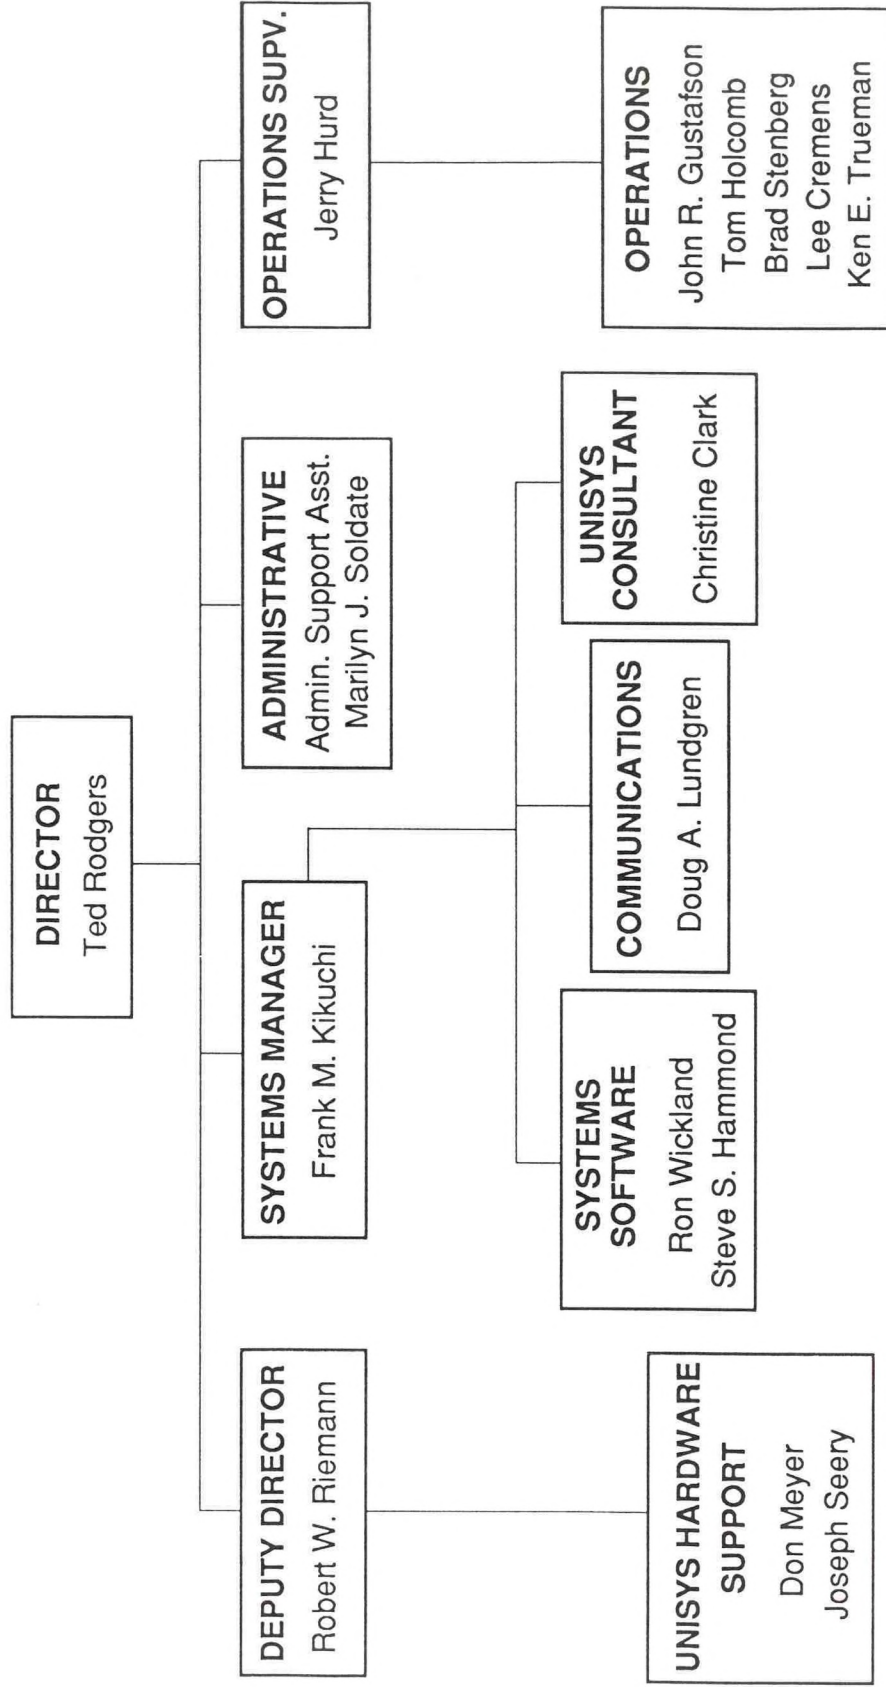 DIRECTOR
Ted Rodgers
DEPUTY DIRECTOR
Robert W. Riemann
SYSTEMS MANAGER
Frank M. Kikuchi
ADMINISTRATIVE
Admin. Support Asst.
Marilyn J. Soldate
OPERATIONS SUPV.
Jerry Hurd
UNISYS HARDWARE
SUPPORT
Don Meyer
Joseph Seery
SYSTEMS
SOFTWARE
Ron Wickland
Steve S. Hammond
COMMUNICATIONS
Doug A. Lundgren
UNISYS
CONSULTANT
Christine Clark
OPERATIONS
John R. Gustafson
Tom Holcomb
Brad Stenberg
Lee Cremens
Ken E. Trueman